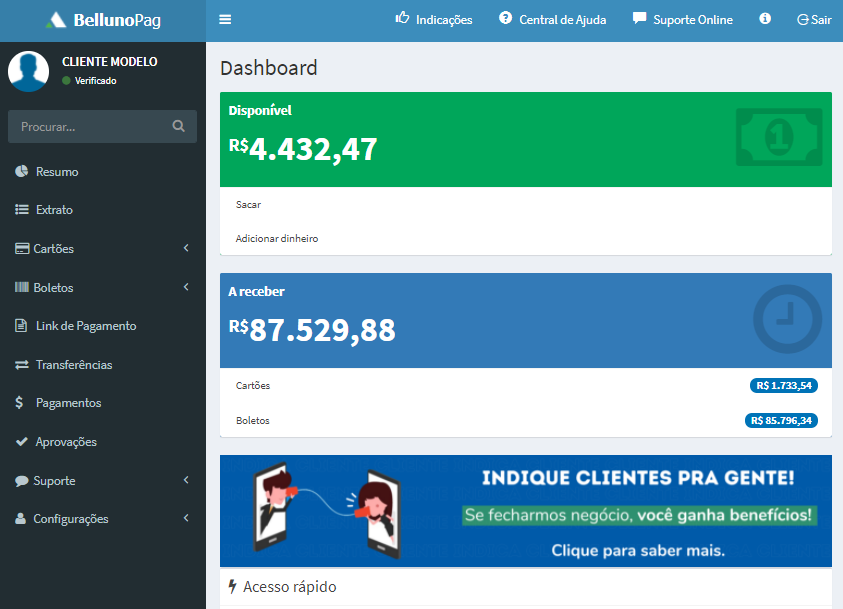 BellunoPag
Indicações
Central de Ajuda
Suporte Online
Sair
CLIENTE MODELO
Verificado
Procurar...
Resumo
Extrato
Cartões
Boletos
Link de Pagamento
Transferências
Pagamentos
Aprovações
Suporte
Configurações
Dashboard
Disponível
R$4.432,47
1
Sacar
Adicionar dinheiro
A receber
R$87.529,88
Cartões R$ 1.733,54
Boletos R$ 85.796,34
INDIQUE CLIENTES PRA GENTE!
Se fecharmos negócio, você ganha benefícios!
Clique para saber mais.
Acesso rápido